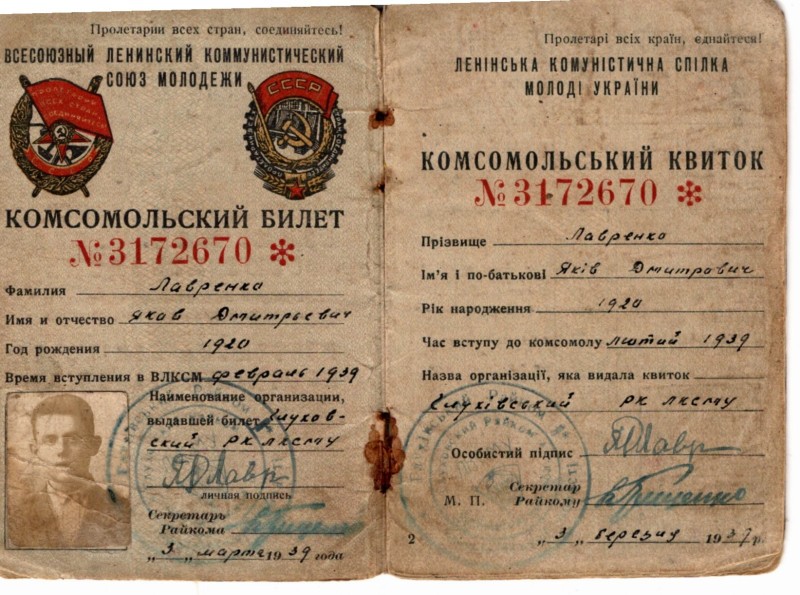 Пролетарии всех стран, соединяйтесь!
ВСЕСОЮЗНЫЙ ЛЕНИНСКИЙ КОММУНИСТИЧЕСКИЙ
СОЮЗ МОЛОДЕЖИ
СССР
КОМСОМОЛЬСКИЙ БИЛЕТ
№3172670 *
Фамилия Лавренко
Имя и отчество Яков Дмитрьевич
Год рождения 1920
Время вступления в ВЛКСМ февраль 1939
Наименование организации,
выдавшей билет
ский РК ЛКСМУ
ЯДЛавр
личная подпись
Секретарь
Райкома
„3„ марта 1939 года
Пролетарі всіх країн, єднайтеся!
ЛЕНІНСЬКА КОМУНІСТИЧНА СПІЛКА
МОЛОДІ УКРАЇНИ
КОМСОМОЛЬСЬКИЙ КВИТОК
№3172670 *
Прізвище Лавренко
Ім'я і по-батькові Яків Дмитрович
Рік народження 1920
Час вступу до комсомолу лютий 1939
Назва організації, яка видала квиток
РК ЛКСМУ
Особистий підпис ЯДЛавр
Секретар
М. П. Райкому
2 „3„ березня 1939 р.